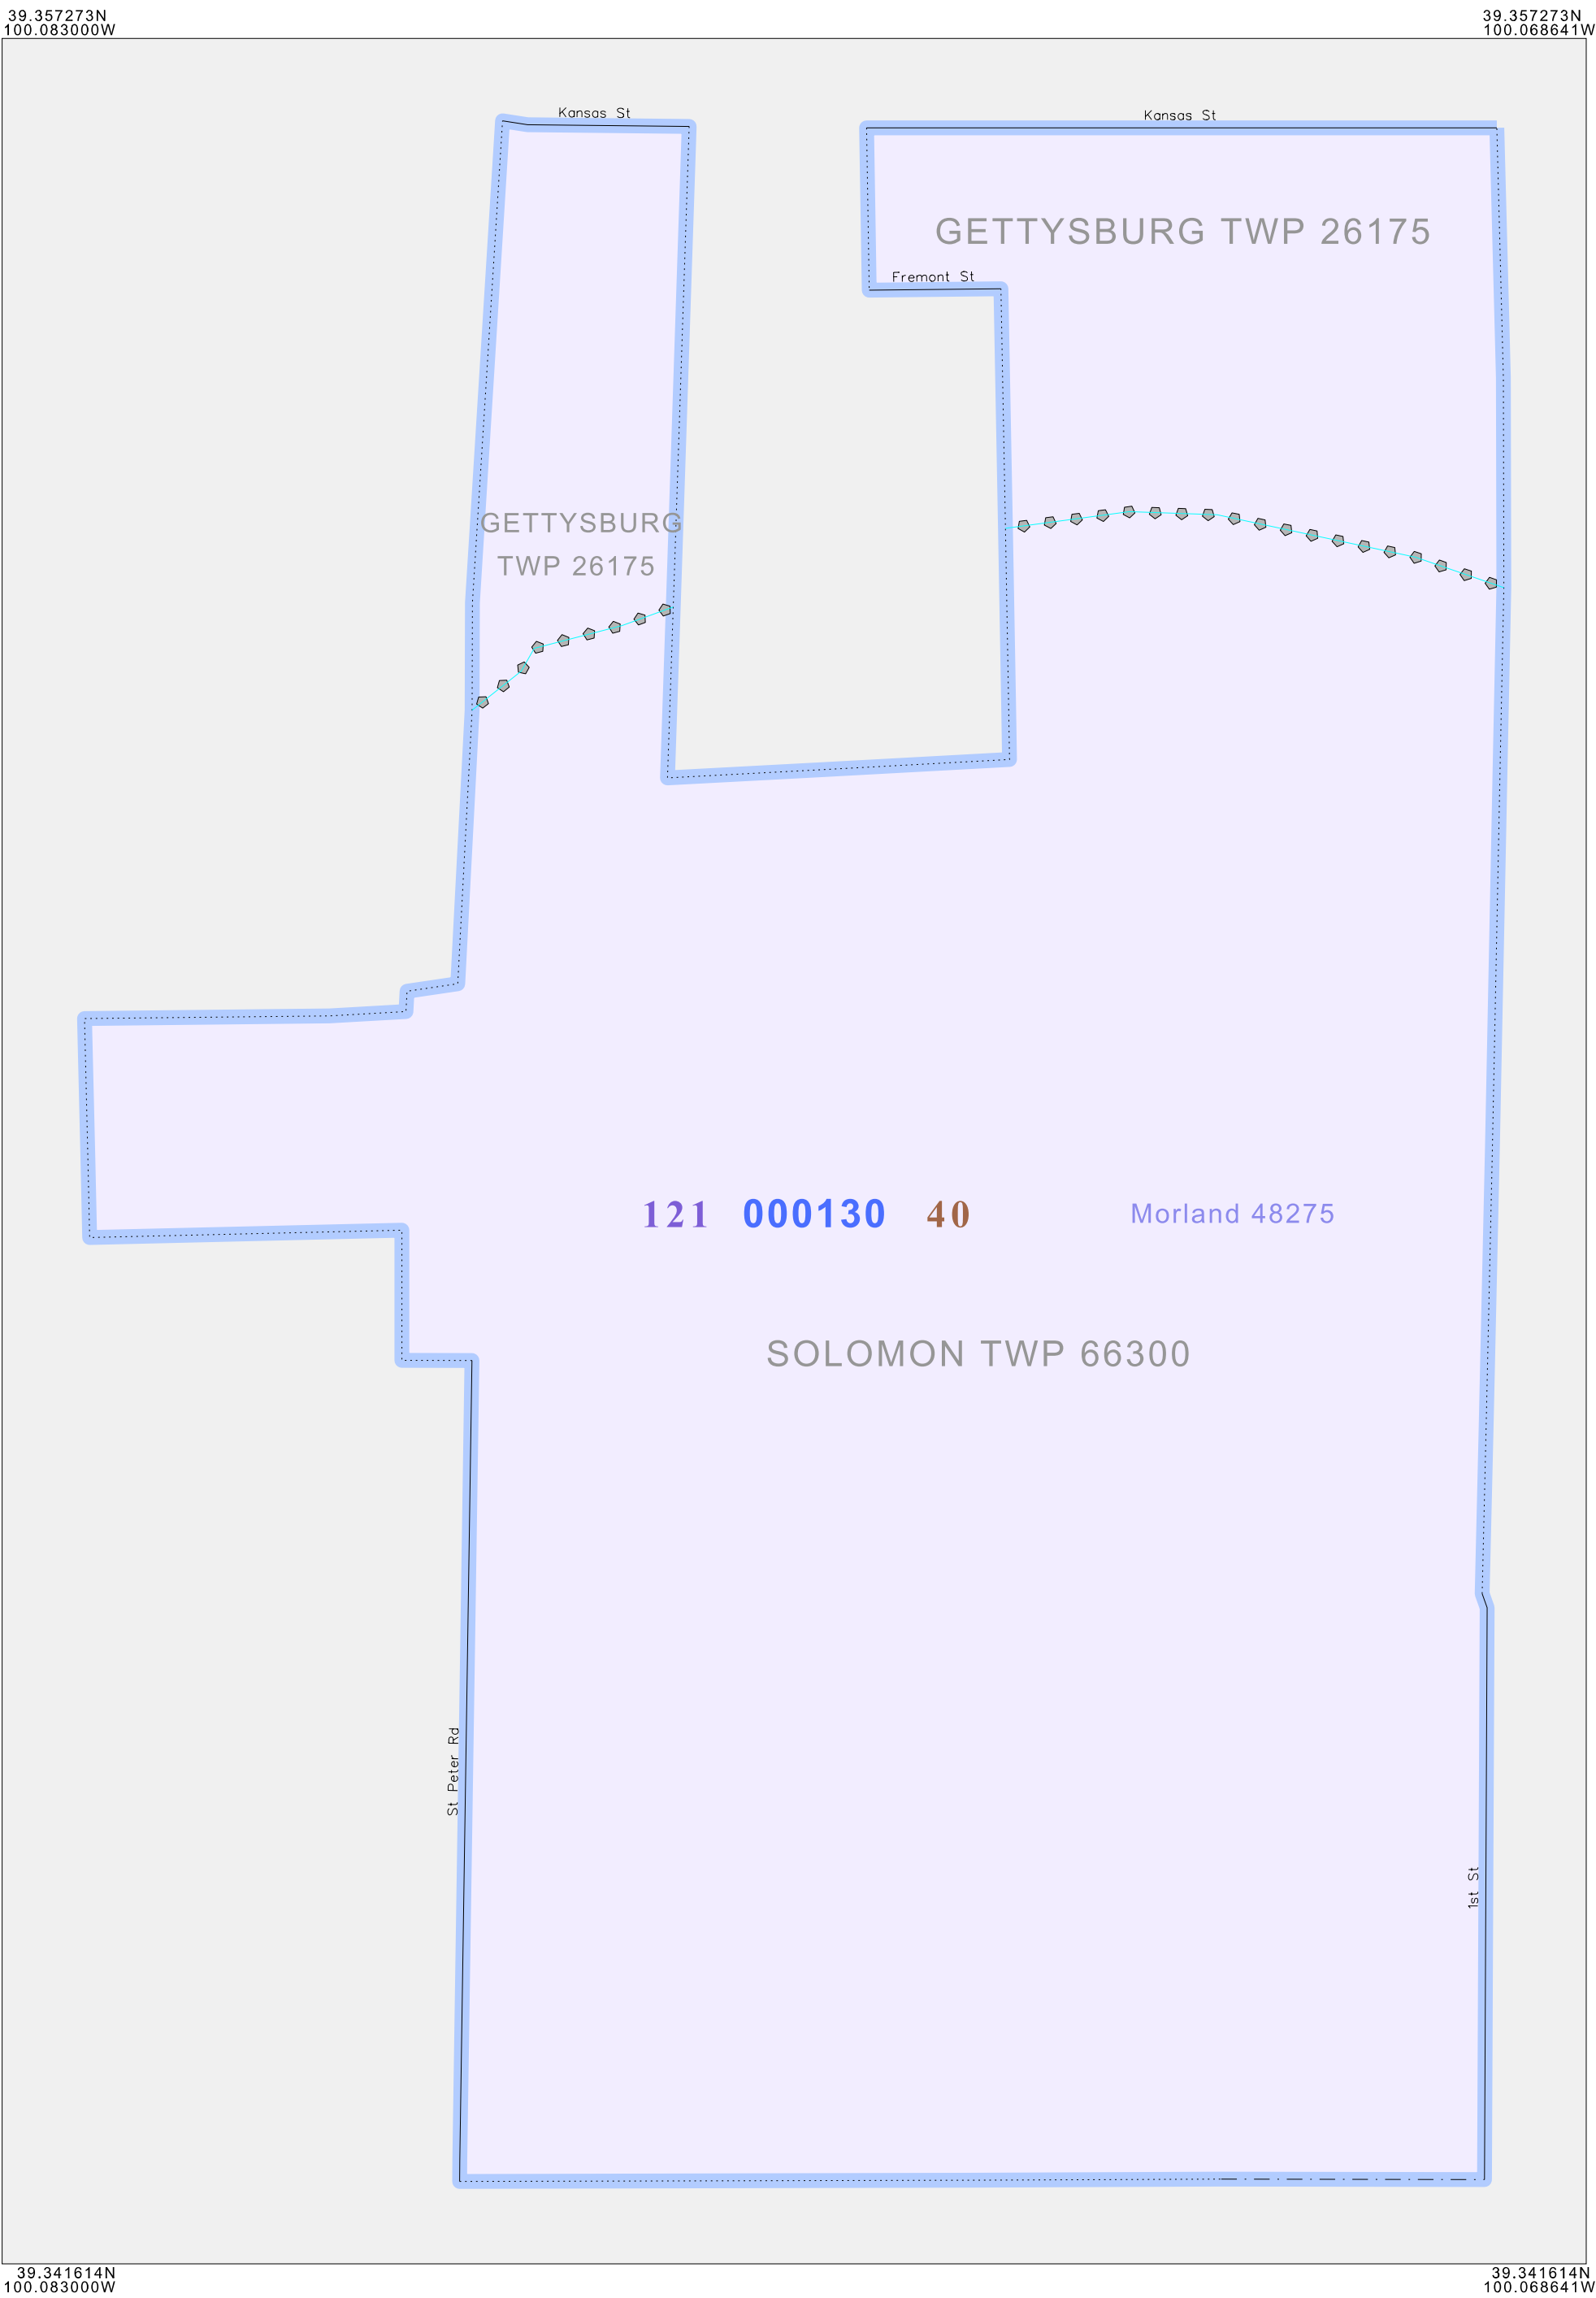 39.357273N
100.083000W
39.357273N
100.068641W
Kansas St
Kansas St
GETTYSBURG TWP 26175
Fremont St
GETTYSBURG
TWP 26175
121 000130 40 Morland 48275
SOLOMON TWP 66300
St Peter Rd
1st St
39.341614N
100.083000W
39.341614N
100.068641W